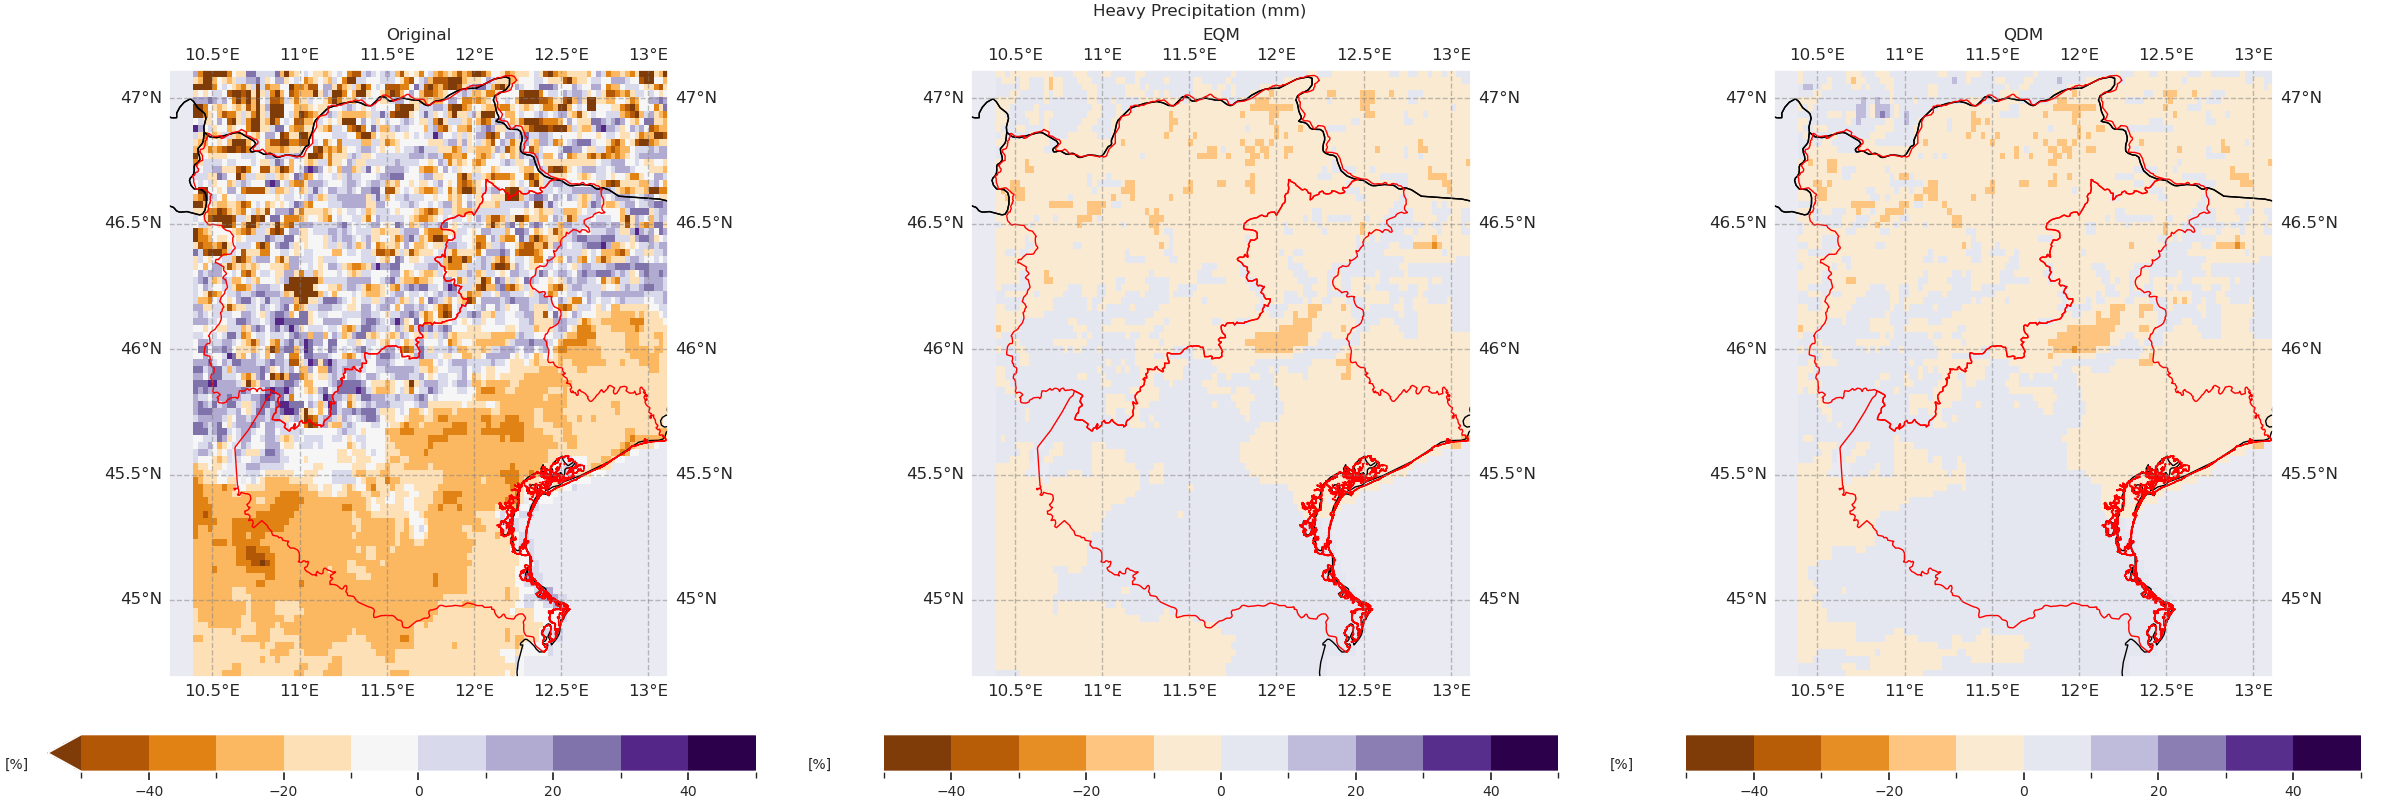 Heavy Precipitation (mm)
Original
EQM
QDM
10.5°E 11°E 11.5°E 12°E 12.5°E 13°E
10.5°E 11°E 11.5°E 12°E 12.5°E 13°E
10.5°E 11°E 11.5°E 12°E 12.5°E 13°E
47°N 47°N 47°N 47°N 47°N 47°N
46.5°N 46.5°N 46.5°N 46.5°N 46.5°N 46.5°N
46°N 46°N 46°N 46°N 46°N 46°N
45.5°N 45.5°N 45.5°N 45.5°N 45.5°N 45.5°N
45°N 45°N 45°N 45°N 45°N 45°N
10.5°E 11°E 11.5°E 12°E 12.5°E 13°E
10.5°E 11°E 11.5°E 12°E 12.5°E 13°E
10.5°E 11°E 11.5°E 12°E 12.5°E 13°E
[%]
−40 −20 0 20 40
[%]
−40 −20 0 20 40
[%]
−40 −20 0 20 40